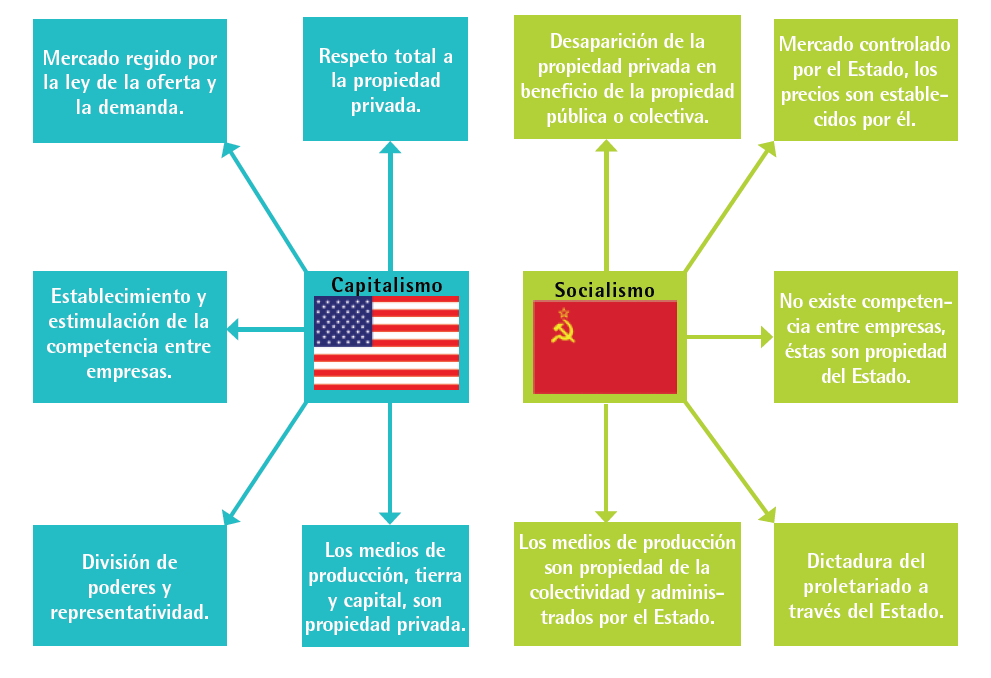 Mercado regido por
la ley de la oferta y
la demanda.
Respeto total a
la propiedad
privada.
Desaparición de la
propiedad privada en
beneficio de la propiedad
pública o colectiva.
Mercado controlado
por el Estado, los
precios son estable-
cidos por él.
Establecimiento y
estimulación de la
competencia entre
empresas.
Capitalismo
Socialismo
No existe competen-
cia entre empresas,
éstas son propiedad
del Estado.
División de
poderes y
representatividad.
Los medios de
producción, tierra
y capital, son
propiedad privada.
Los medios de producción
son propiedad de la
colectividad y adminis-
trados por el Estado.
Dictadura del
proletariado a
través del Estado.